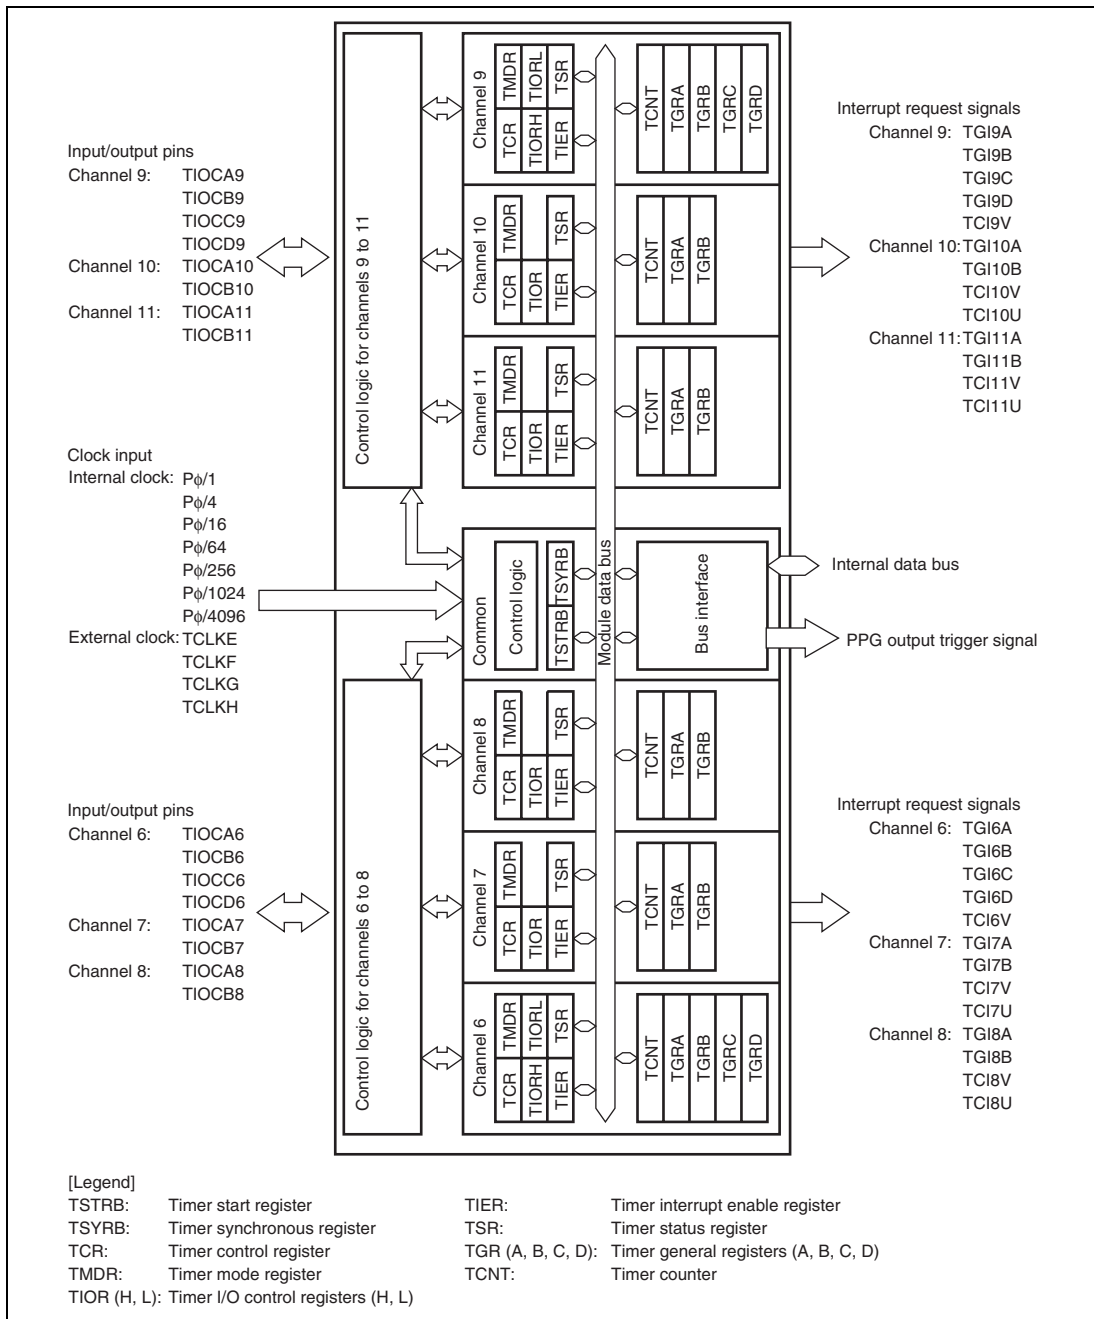 Input/output pins
Channel 9: TIOCA9
TIOCB9
TIOCC9
TIOCD9
Channel 10: TIOCA10
TIOCB10
Channel 11: TIOCA11
TIOCB11
Clock input
Internal clock: Pϕ/1
Pϕ/4
Pϕ/16
Pϕ/64
Pϕ/256
Pϕ/1024
Pϕ/4096
External clock: TCLKE
TCLKF
TCLKG
TCLKH
Input/output pins
Channel 6: TIOCA6
TIOCB6
TIOCC6
TIOCD6
Channel 7: TIOCA7
TIOCB7
Channel 8: TIOCA8
TIOCB8
Control logic for channels 9 to 11
Control logic for channels 6 to 8
Channel 9
TCR TMDR
TIORH TIORL
TIER TSR
TCNT
TGRA
TGRB
TGRC
TGRD
Channel 10
TCR TMDR
TIOR
TIER TSR
TCNT
TGRA
TGRB
Channel 11
TCR TMDR
TIOR
TIER TSR
TCNT
TGRA
TGRB
Common
Control logic
TSTRB TSYRB
Module data bus
Bus interface
Channel 8
TCR TMDR
TIOR
TIER TSR
TCNT
TGRA
TGRB
Channel 7
TCR TMDR
TIOR
TIER TSR
TCNT
TGRA
TGRB
Channel 6
TCR TMDR
TIORH TIORL
TIER TSR
TCNT
TGRA
TGRB
TGRC
TGRD
Interrupt request signals
Channel 9: TGI9A
TGI9B
TGI9C
TGI9D
TCI9V
Channel 10: TGI10A
TGI10B
TCI10V
TCI10U
Channel 11: TGI11A
TGI11B
TCI11V
TCI11U
Internal data bus
PPG output trigger signal
Interrupt request signals
Channel 6: TGI6A
TGI6B
TGI6C
TGI6D
TCI6V
Channel 7: TGI7A
TGI7B
TCI7V
TCI7U
Channel 8: TGI8A
TGI8B
TCI8V
TCI8U
[Legend]
TSTRB: Timer start register
TSYRB: Timer synchronous register
TCR: Timer control register
TMDR: Timer mode register
TIOR (H, L): Timer I/O control registers (H, L)
TIER: Timer interrupt enable register
TSR: Timer status register
TGR (A, B, C, D): Timer general registers (A, B, C, D)
TCNT: Timer counter